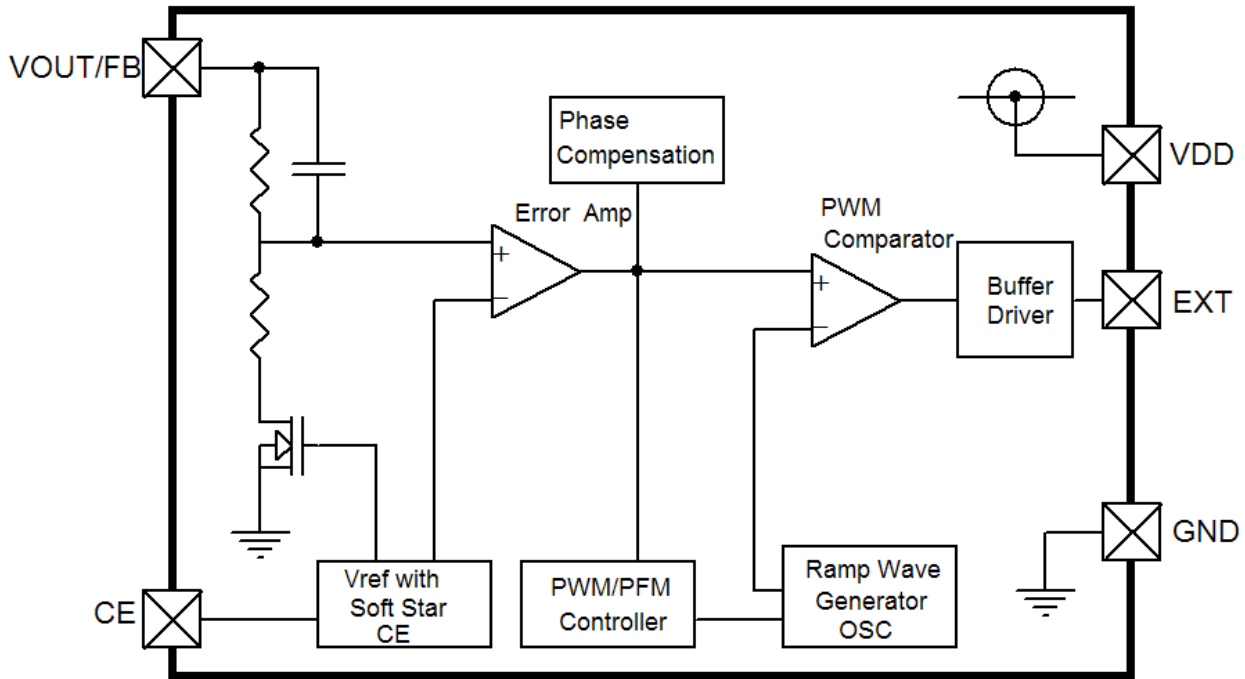 VOUT/FB
Phase
Compensation
VDD
Error Amp
PWM
Comparator
+
−
+
−
Buffer
Driver
EXT
GND
CE
Vref with
Soft Star
CE
PWM/PFM
Controller
Ramp Wave
Generator
OSC